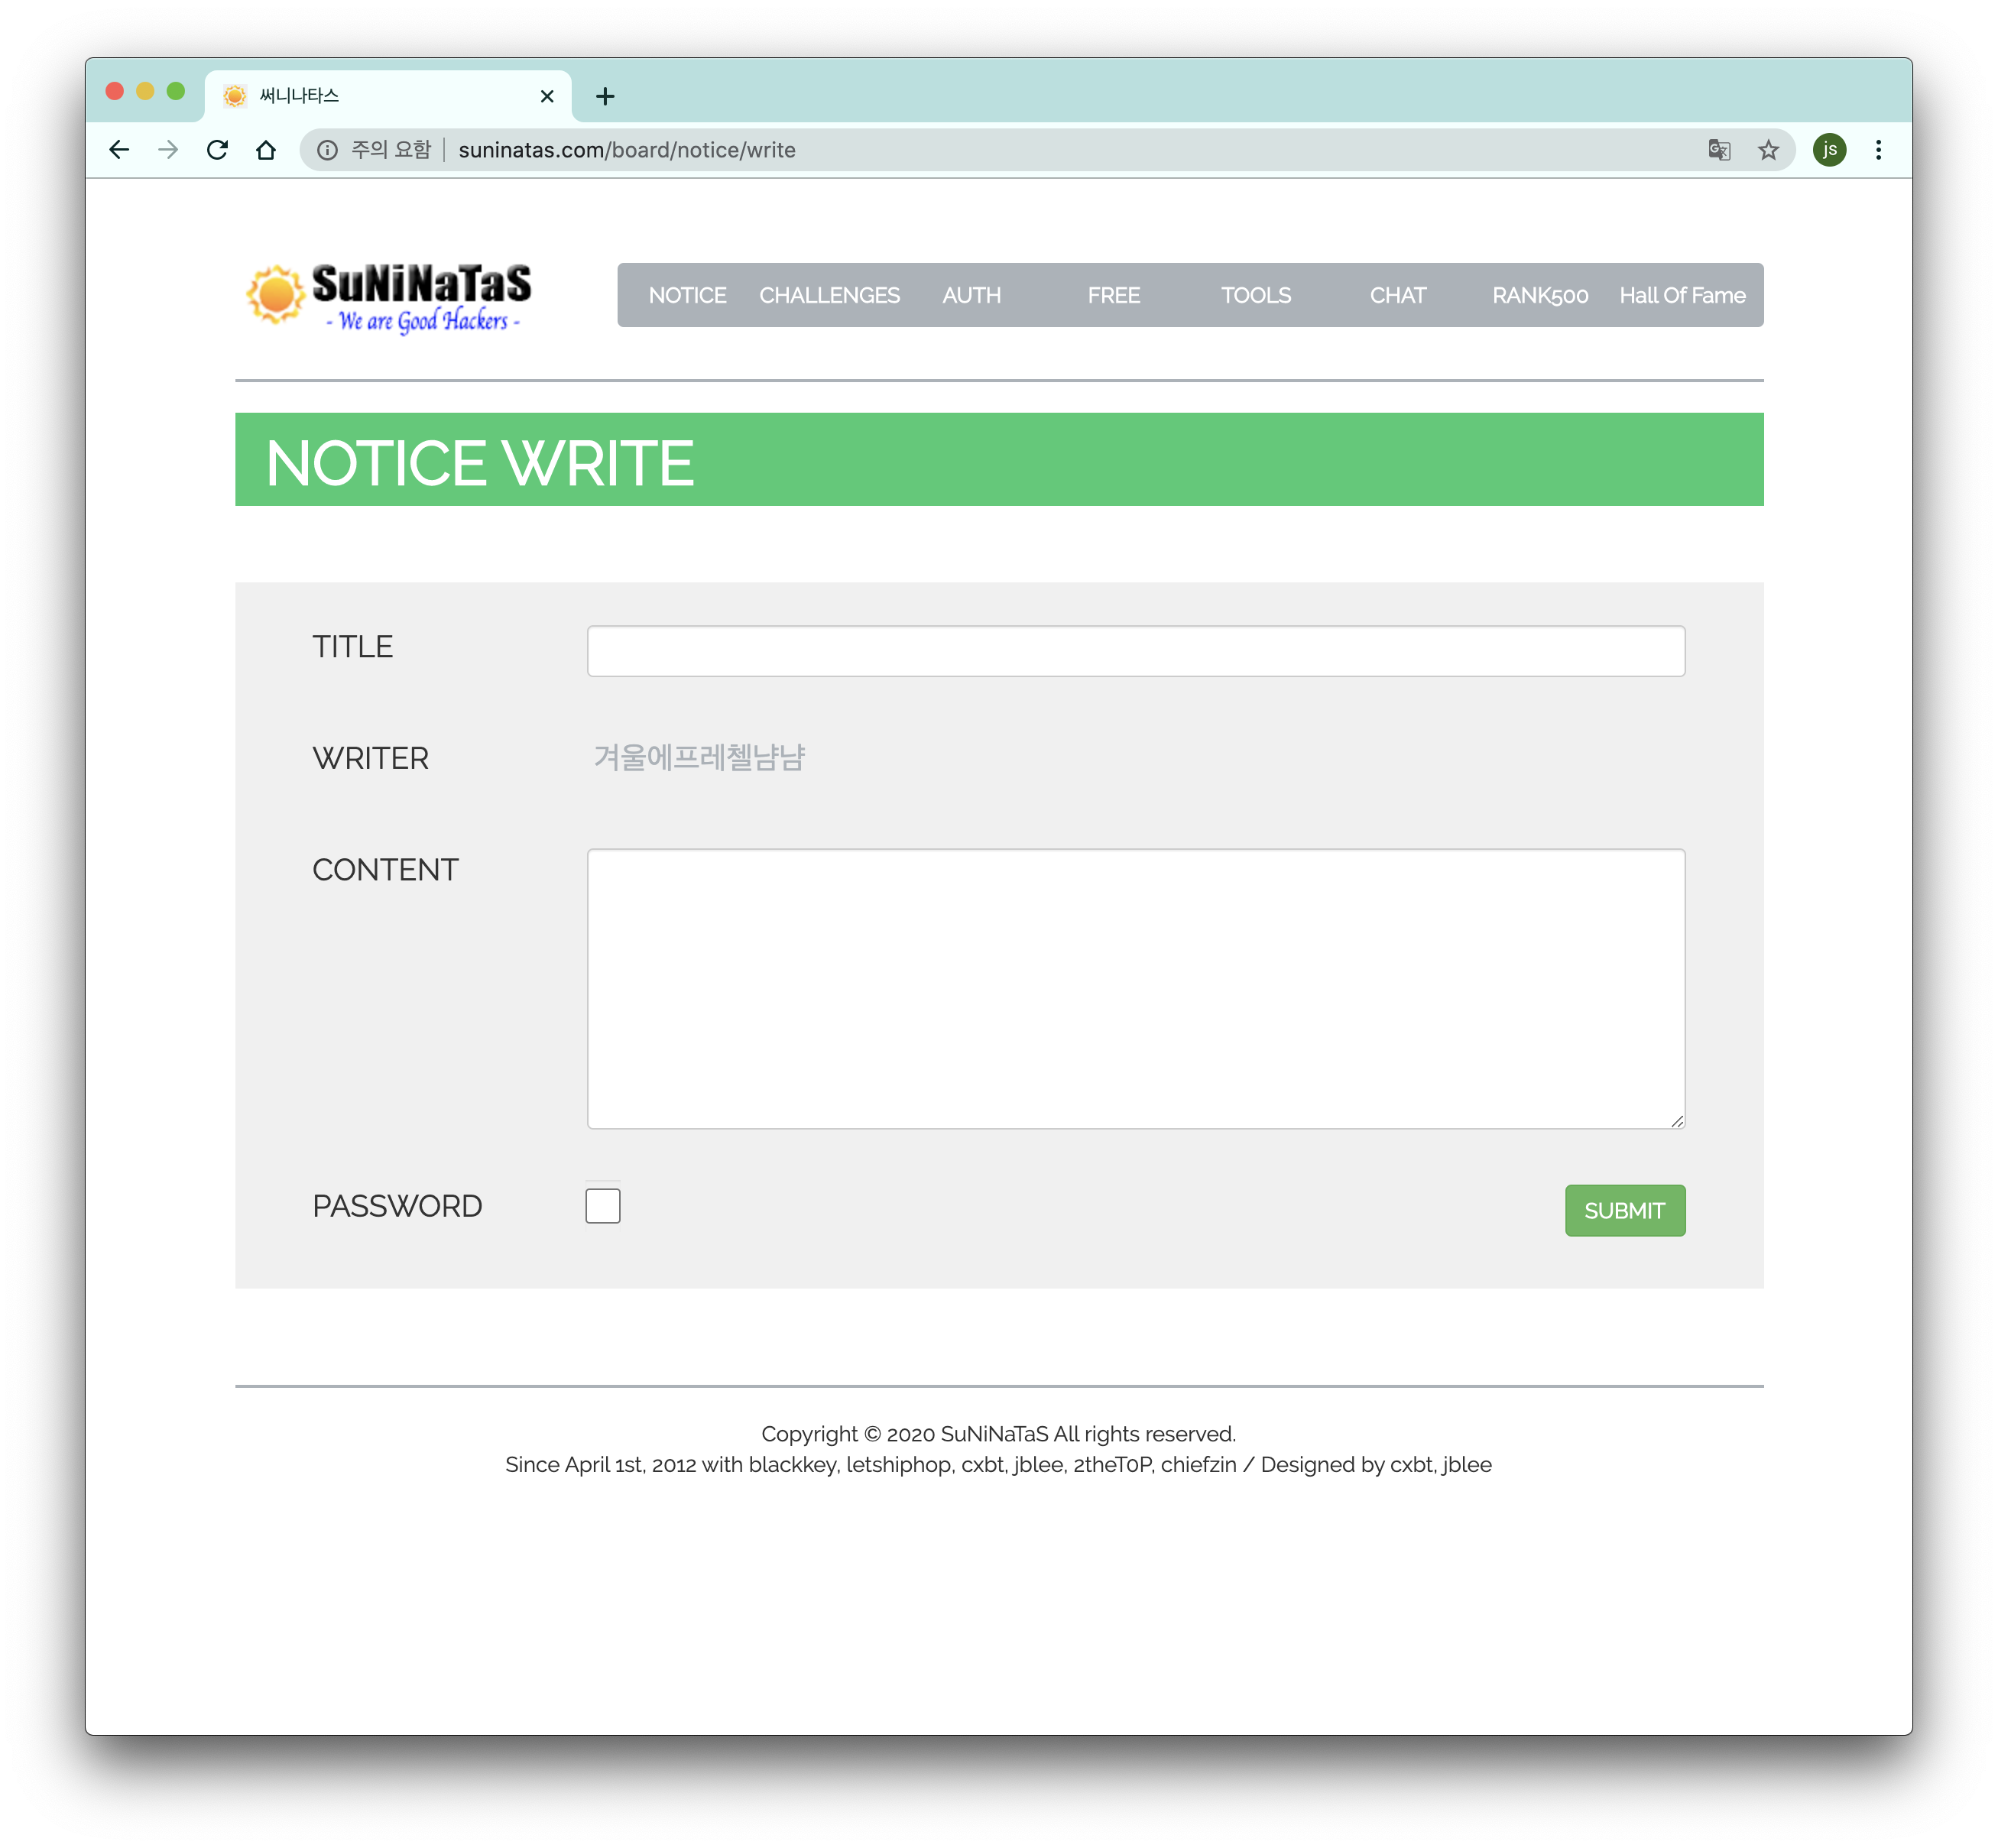 써니나타스
주의 요함 suninatas.com/board/notice/write
js
SuNiNaTaS
- We are Good Hackers -
NOTICE CHALLENGES AUTH FREE TOOLS CHAT RANK500 Hall Of Fame
NOTICE WRITE
TITLE
WRITER 겨울에프레첼냠냠
CONTENT
PASSWORD
SUBMIT
Copyright © 2020 SuNiNaTaS All rights reserved.
Since April 1st, 2012 with blackkey, letshiphop, cxbt, jblee, 2theT0P, chiefzin / Designed by cxbt, jblee